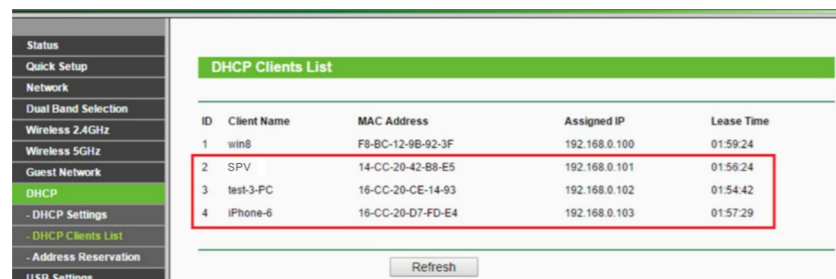 Status
Quick Setup
Network
Dual Band Selection
Wireless 2.4GHz
Wireless 5GHz
Guest Network
DHCP
- DHCP Settings
- DHCP Clients List
- Address Reservation
USB Settings
DHCP Clients List
ID Client Name MAC Address Assigned IP Lease Time
1 win8 F8-BC-12-9B-92-3F 192.168.0.100 01:59:24
2 SPV 14-CC-20-42-B8-E5 192.168.0.101 01:56:24
3 test-3-PC 16-CC-20-CE-14-93 192.168.0.102 01:54:42
4 iPhone-6 16-CC-20-D7-FD-E4 192.168.0.103 01:57:29
Refresh